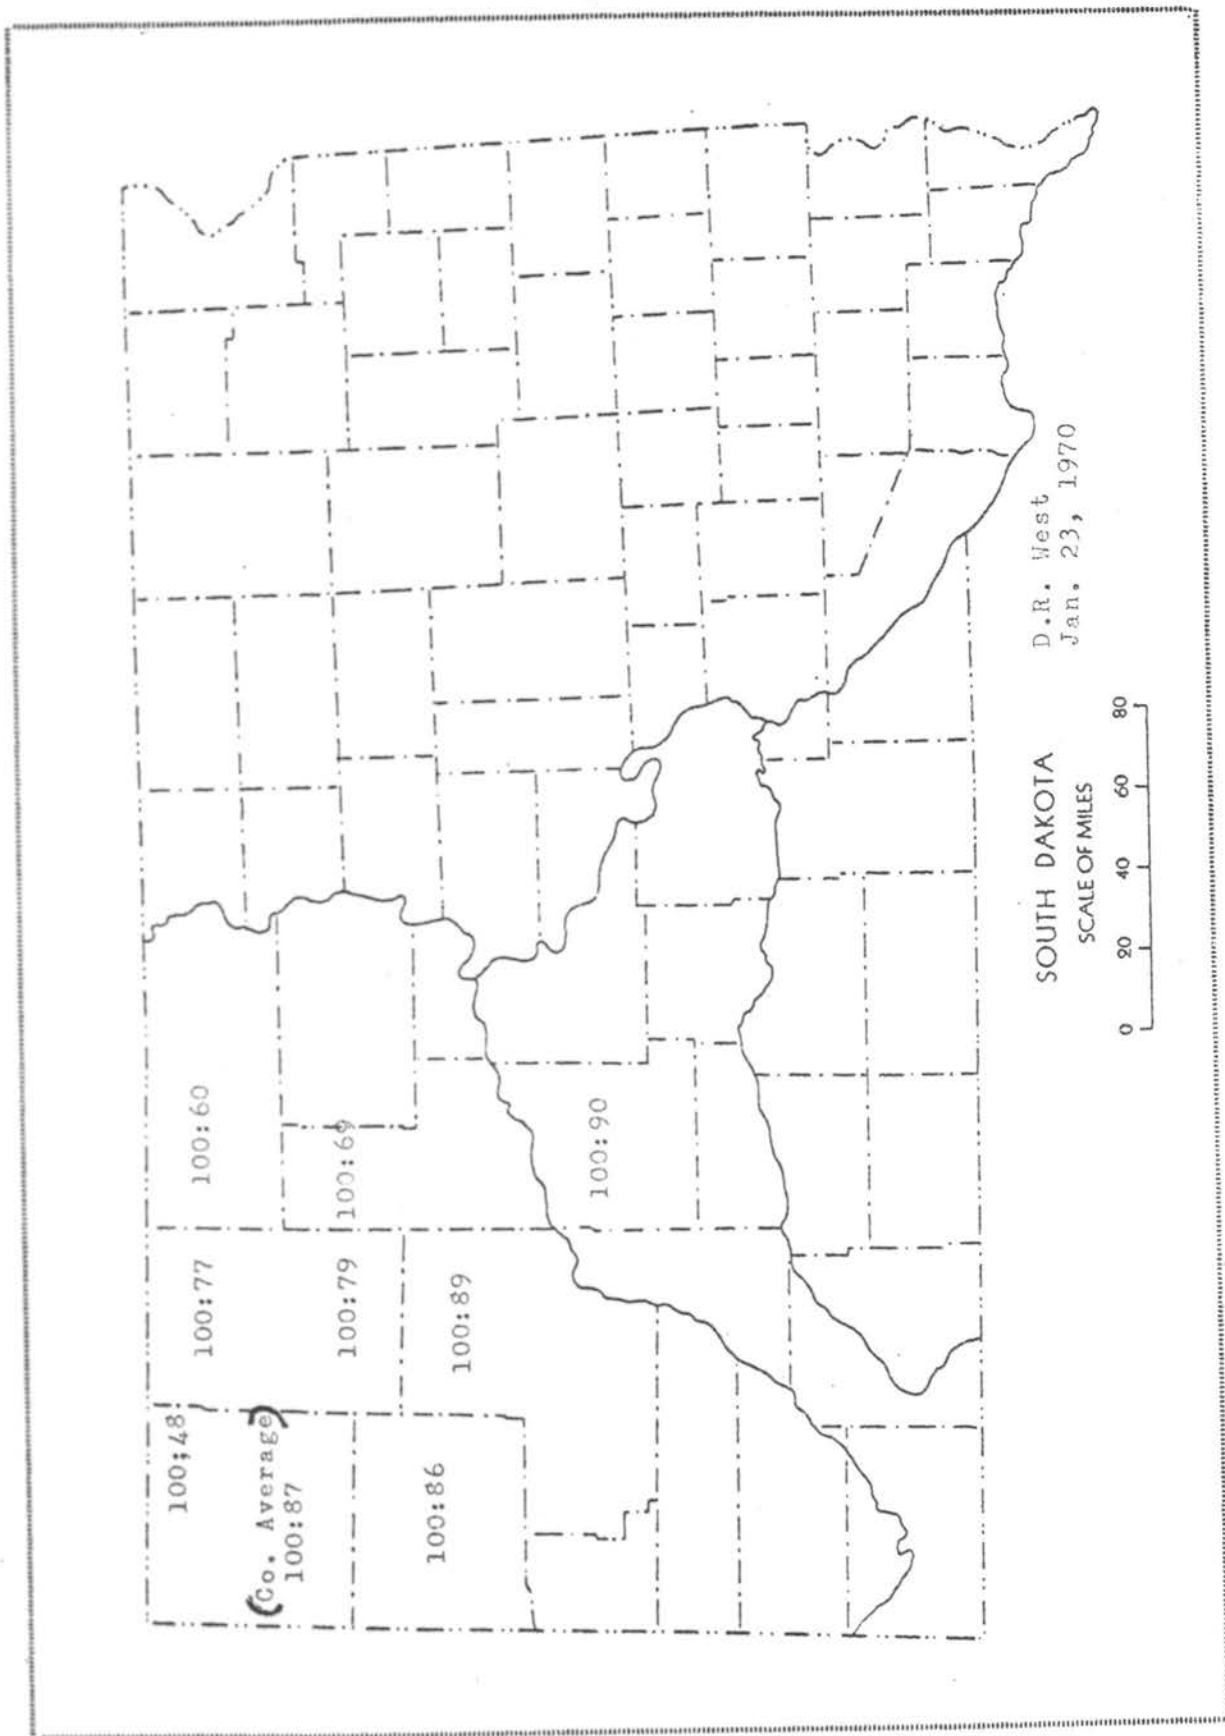 100;48
100:77
100:60
(Co. Average)
100:87
100:79
100:69
100:86
100:89
100:90
D.R. West
Jan. 23, 1970
SOUTH DAKOTA
SCALE OF MILES
0 20 40 60 80